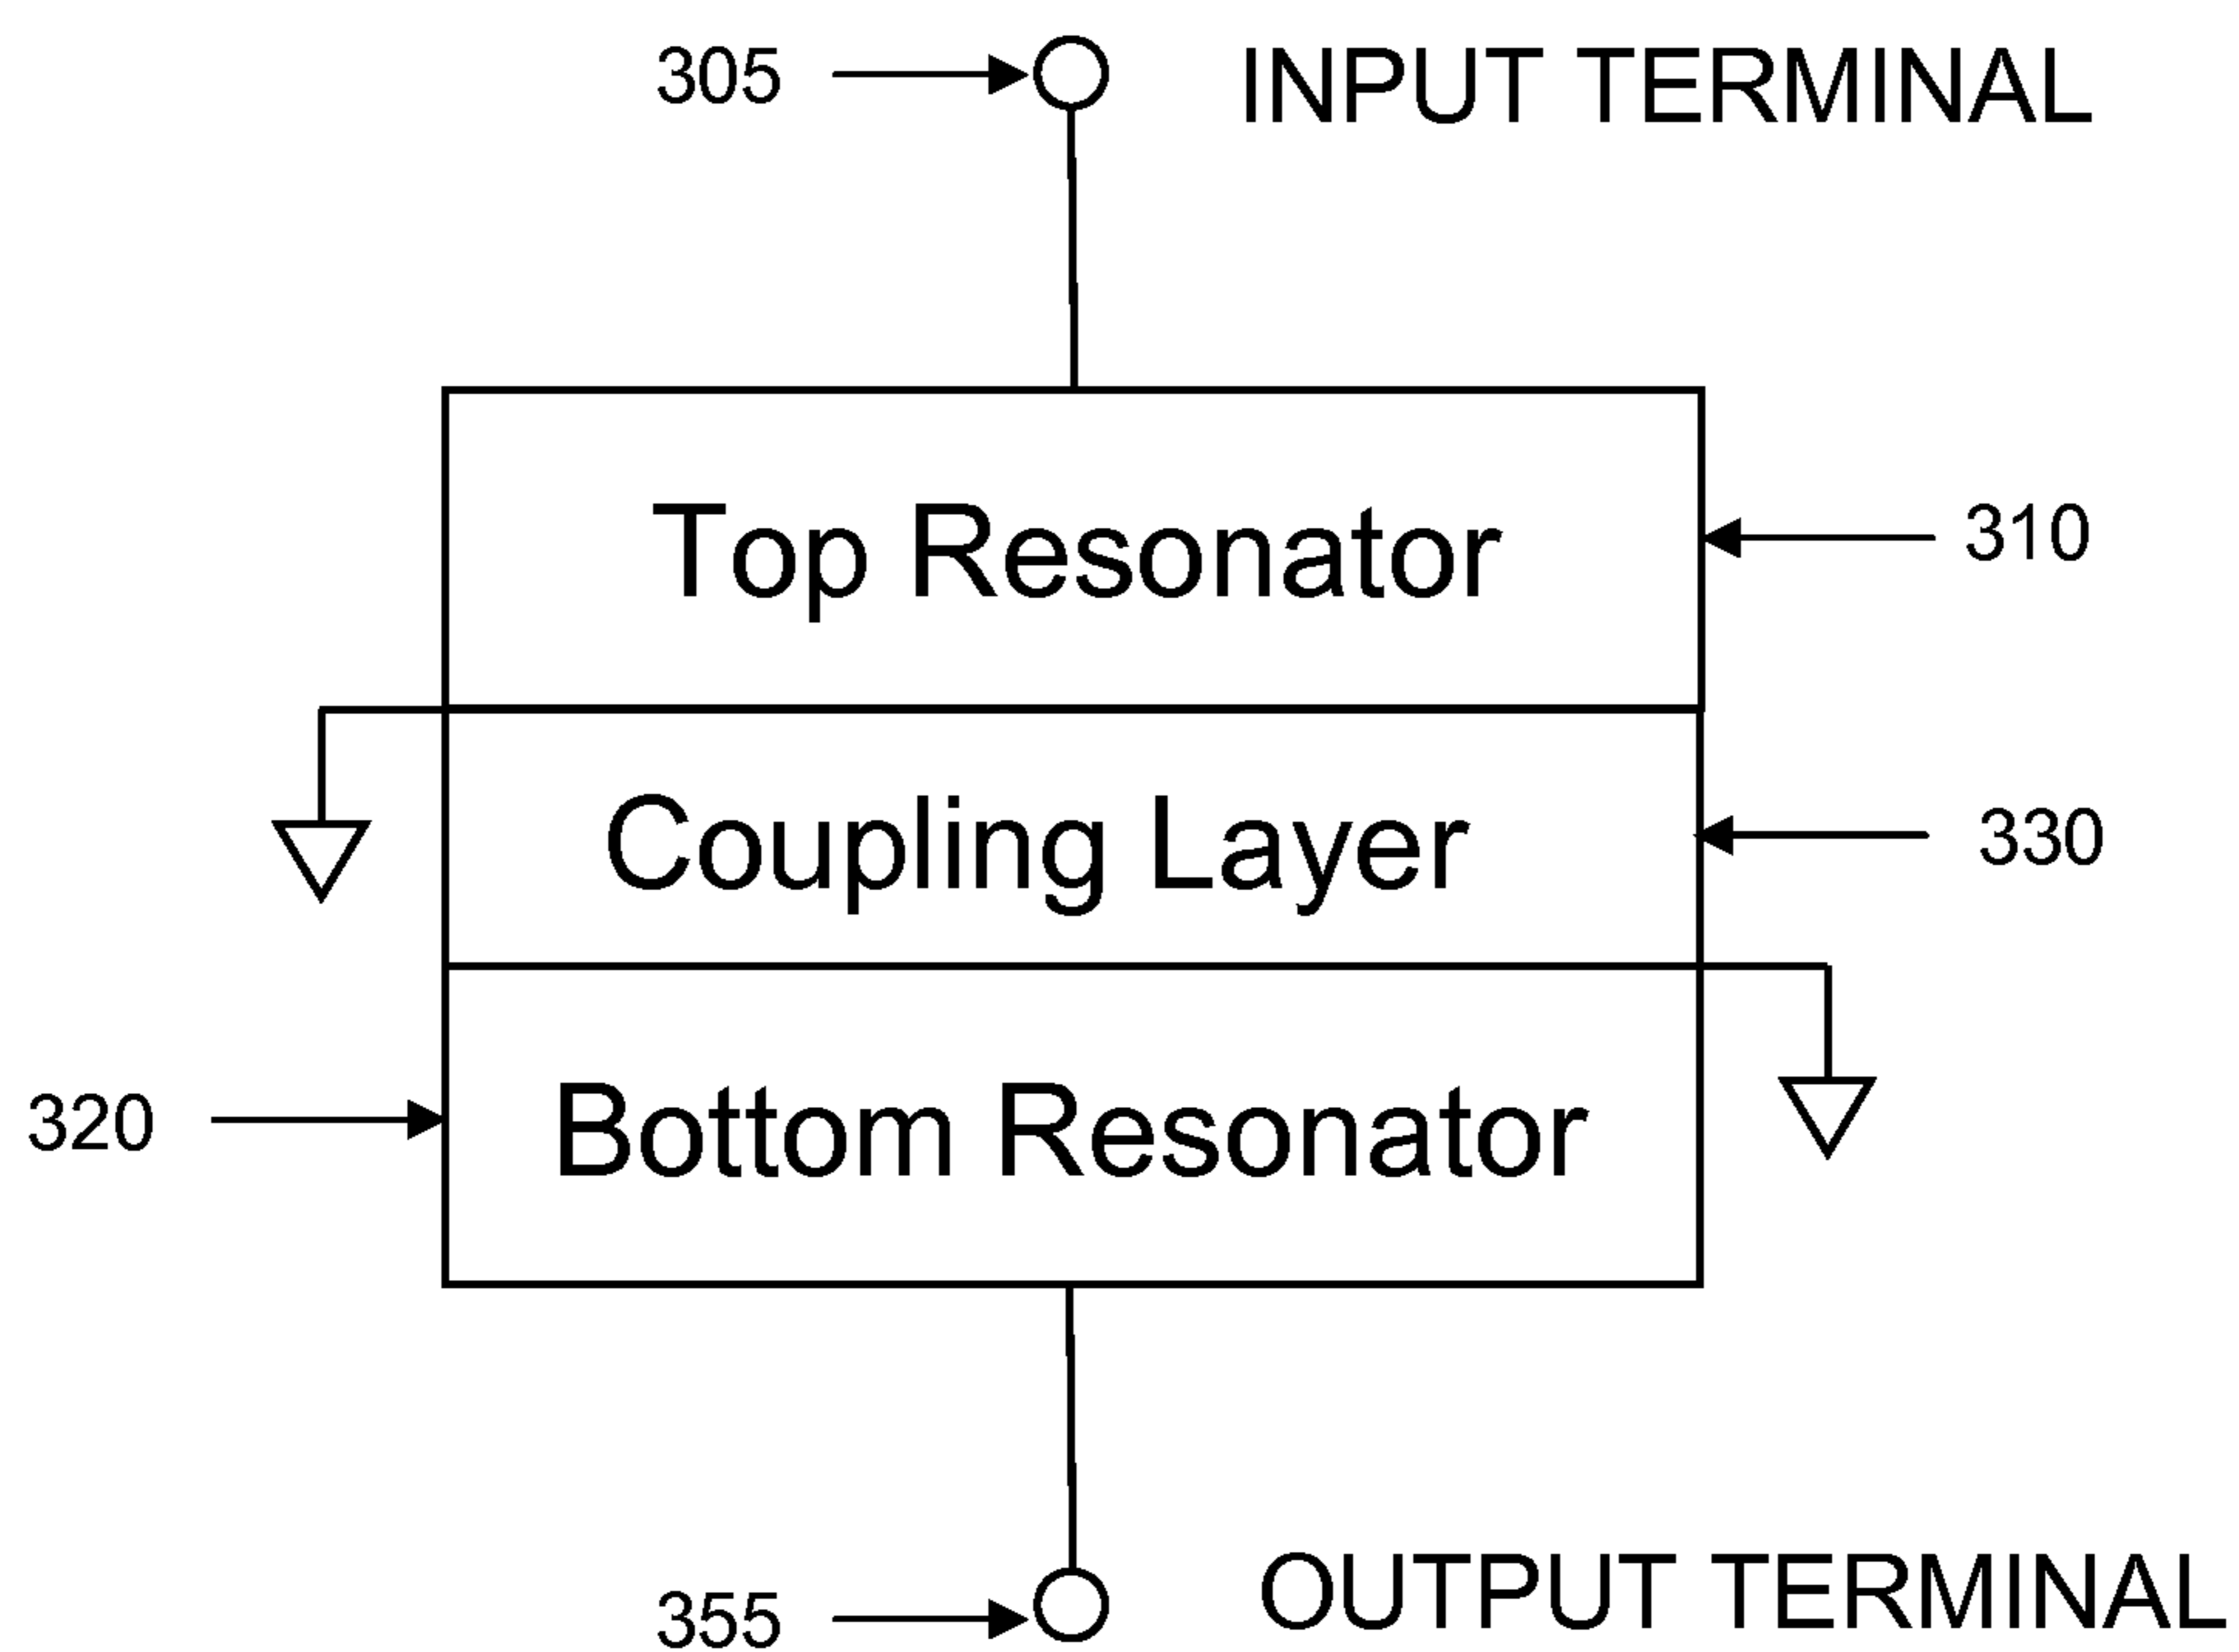 305
INPUT TERMINAL
Top Resonator
310
Coupling Layer
330
320
Bottom Resonator
355
OUTPUT TERMINAL